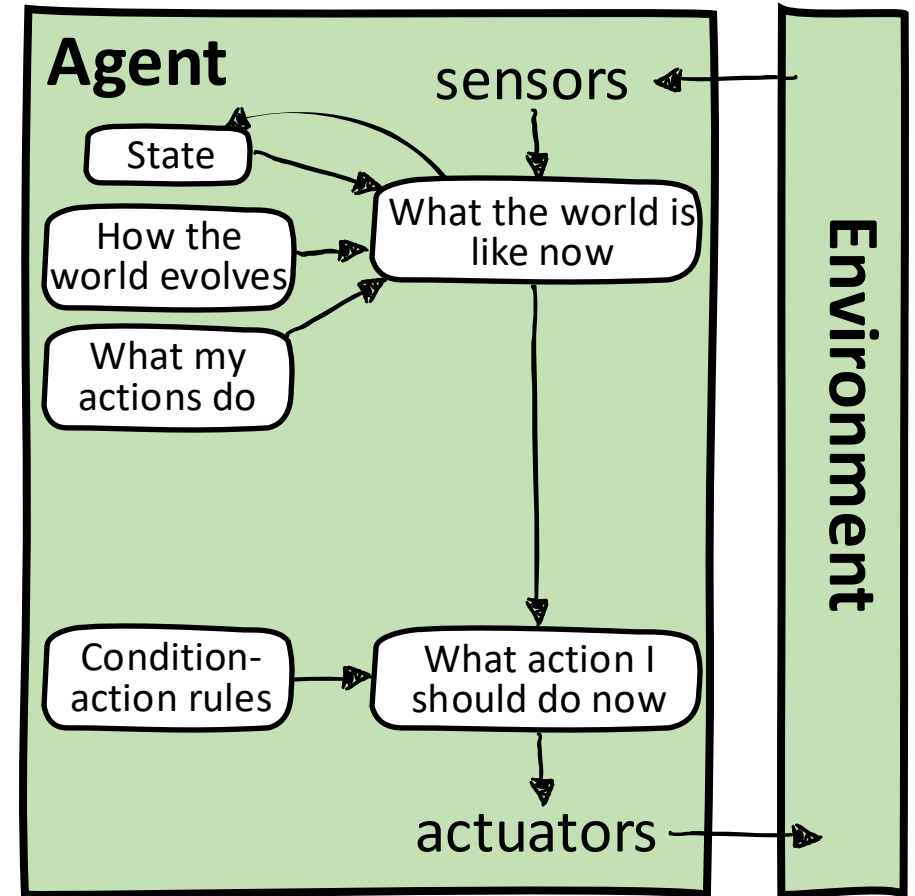 Agent
sensors
State
What the world is
like now
How the
world evolves
What my
actions do
Environment
Condition-
action rules
What action I
should do now
actuators